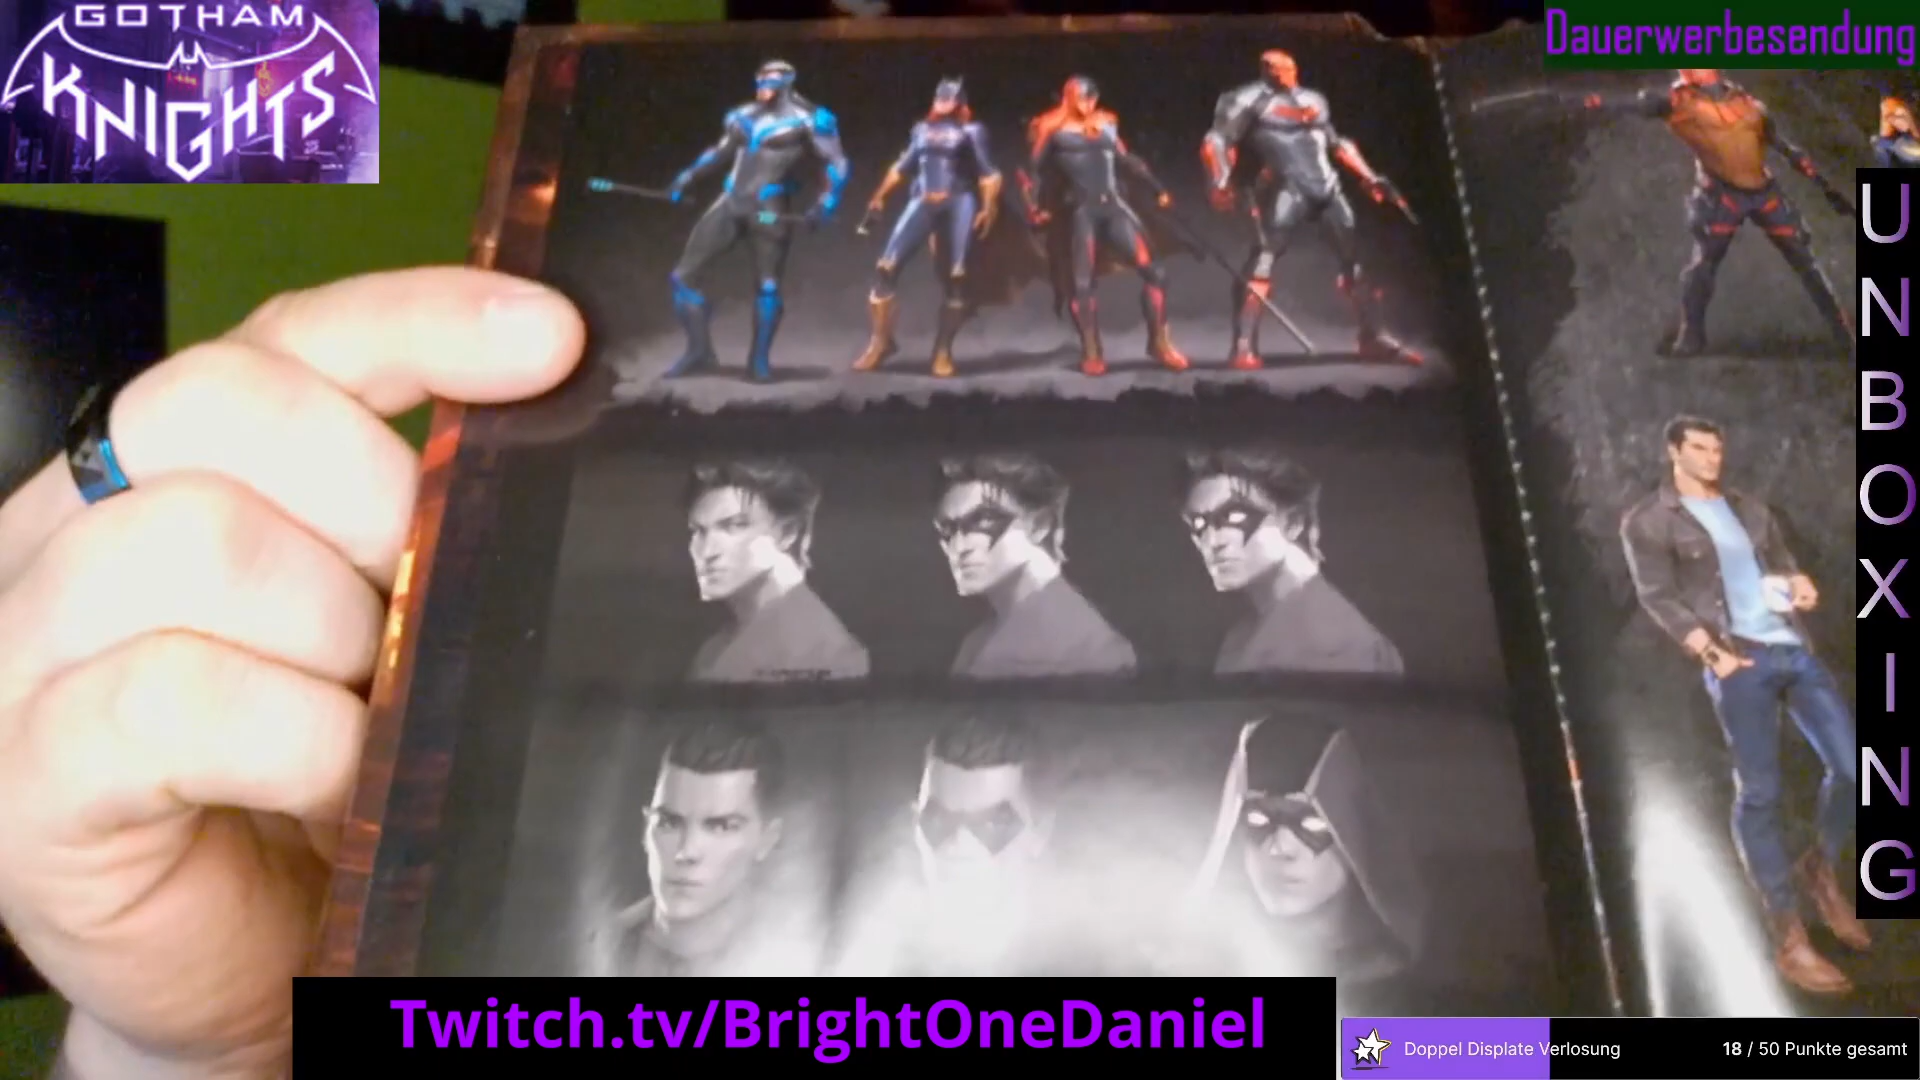 GOTHAM
KNIGHTS
Dauerwerbesendung
UNBOXING
Twitch.tv/BrightOneDaniel
Doppel Displate Verlosung
18 / 50 Punkte gesamt